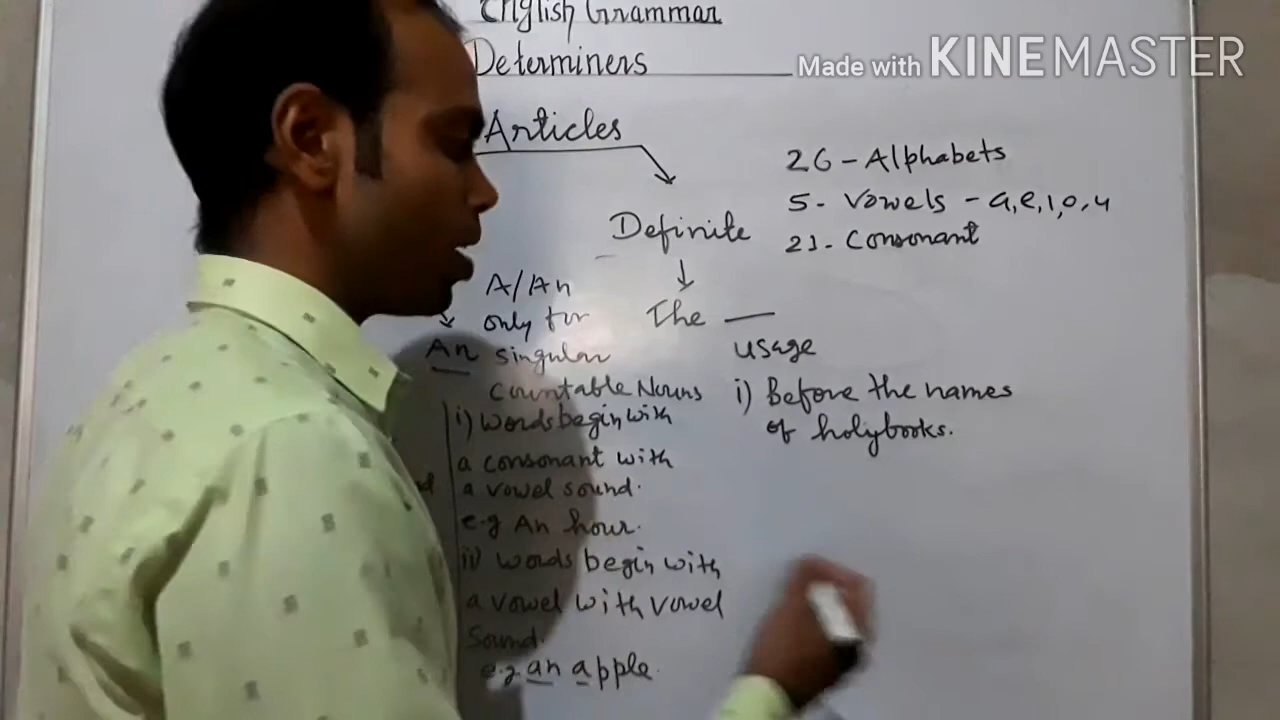 English Grammar
Determiners
Made with KINEMASTER
Articles
26 - Alphabets
5 - Vowels - a, e, i, o, u
21 - Consonant
Definite
A/An
only for
singular
Countable Nouns
An
The
usage
i) Before the names
of holybooks.
i) words begin with
a consonant with
a vowel sound.
e.g An hour.
ii) words begin with
a vowel with vowel
Sound.
e.g an apple.